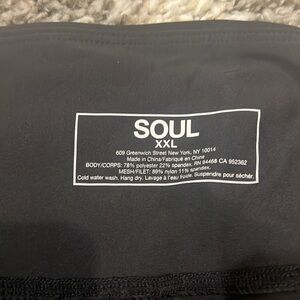 SOUL
XXL
609 Greenwich Street New York, NY 10014
Made in China/Fabriqué en Chine
BODY/CORPS: 78% polyester 22% spandex. RN 94468 CA 952362
MESH/FILET: 89% nylon 11% spandex.
Cold water wash. Hang dry. Lavage à l'eau froide. Suspendre pour sécher.